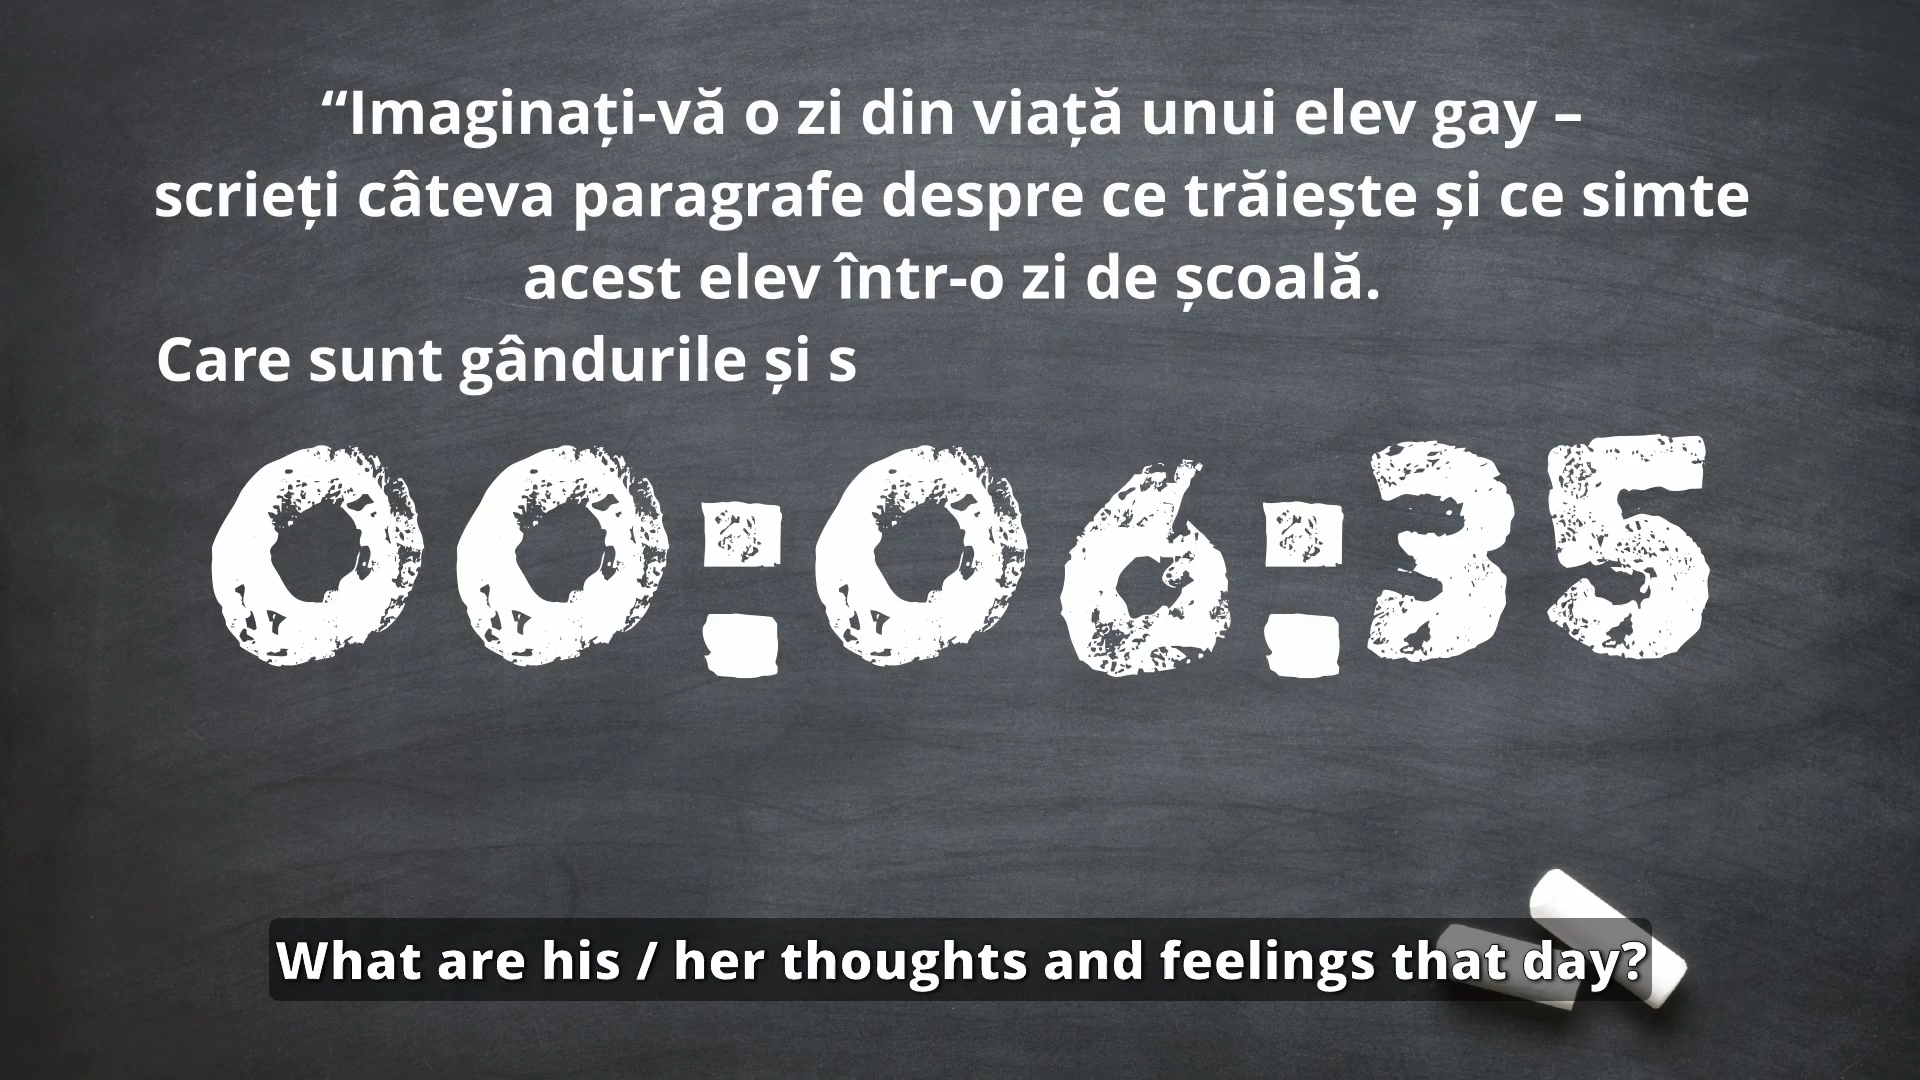 “Imaginați-vă o zi din viață unui elev gay –
scrieți câteva paragrafe despre ce trăiește și ce simte
acest elev într-o zi de școală.
Care sunt gândurile și s
00:06:35
What are his / her thoughts and feelings that day?